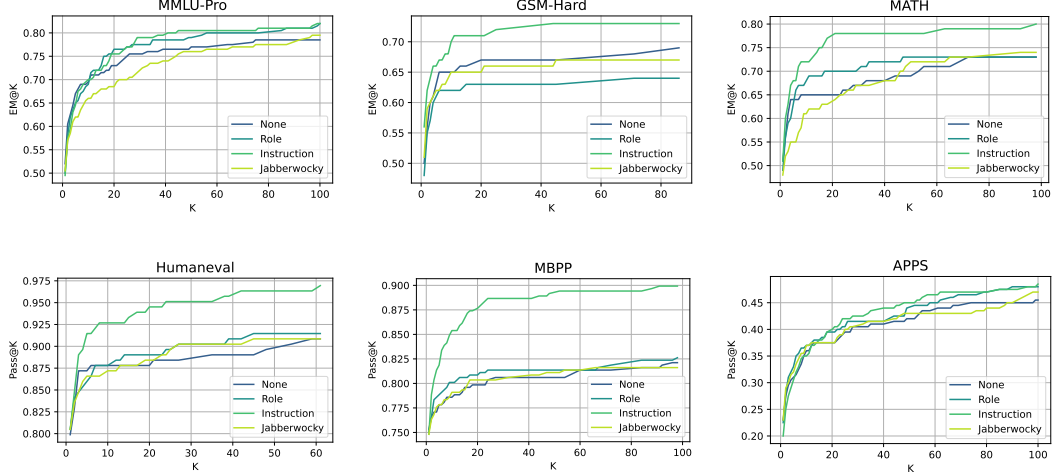 MMLU-Pro
EM@K
0.80
0.75
0.70
0.65
0.60
0.55
0.50
0 20 40 60 80 100
K
None
Role
Instruction
Jabberwocky
GSM-Hard
EM@K
0.70
0.65
0.60
0.55
0.50
0 20 40 60 80
K
None
Role
Instruction
Jabberwocky
MATH
EM@K
0.80
0.75
0.70
0.65
0.60
0.55
0.50
0 20 40 60 80 100
K
None
Role
Instruction
Jabberwocky
Humaneval
Pass@K
0.975
0.950
0.925
0.900
0.875
0.850
0.825
0.800
0 10 20 30 40 50 60
K
None
Role
Instruction
Jabberwocky
MBPP
Pass@K
0.900
0.875
0.850
0.825
0.800
0.775
0.750
0 20 40 60 80 100
K
None
Role
Instruction
Jabberwocky
APPS
Pass@K
0.45
0.40
0.35
0.30
0.25
0.20
0 20 40 60 80 100
K
None
Role
Instruction
Jabberwocky